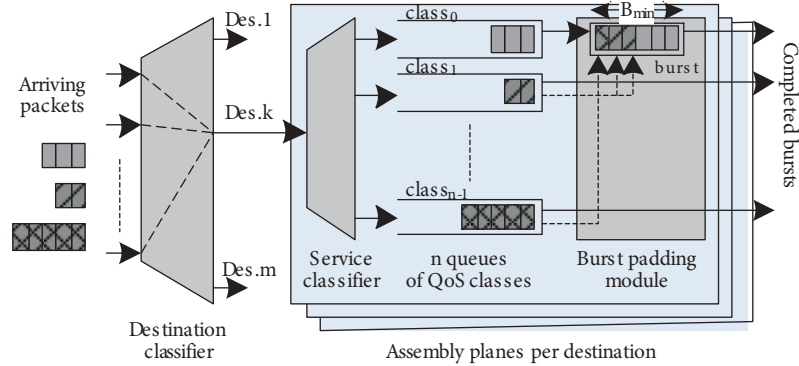 Des.1
class0
Bmin
Arriving
packets
class1
burst
Des.k
Completed bursts
classn-1
Des.m
Service
classifier
n queues
of QoS classes
Burst padding
module
Destination
classifier
Assembly planes per destination